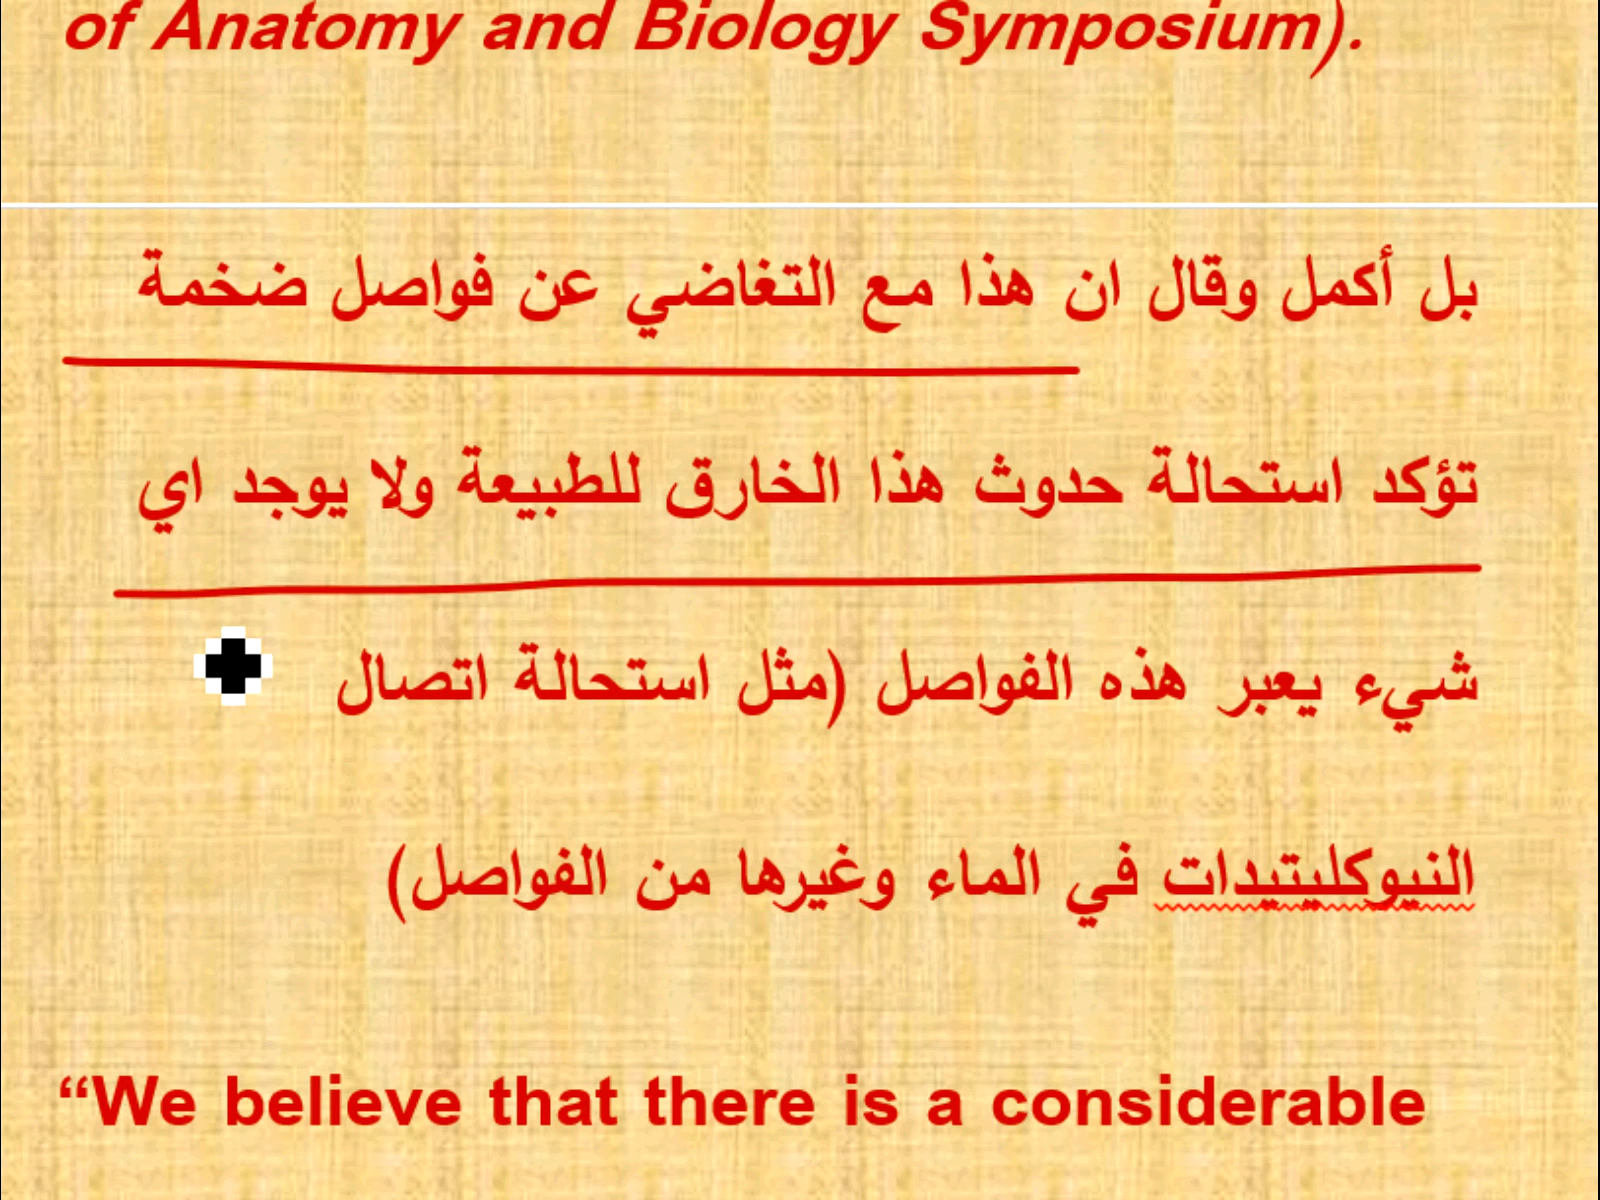 of Anatomy and Biology Symposium).
بل أكمل وقال ان هذا مع التغاضي عن فواصل ضخمة
تؤكد استحالة حدوث هذا الخارق للطبيعة ولا يوجد اي
شيء يعبر هذه الفواصل (مثل استحالة اتصال
النيوكليتيدات في الماء وغيرها من الفواصل)
“We believe that there is a considerable